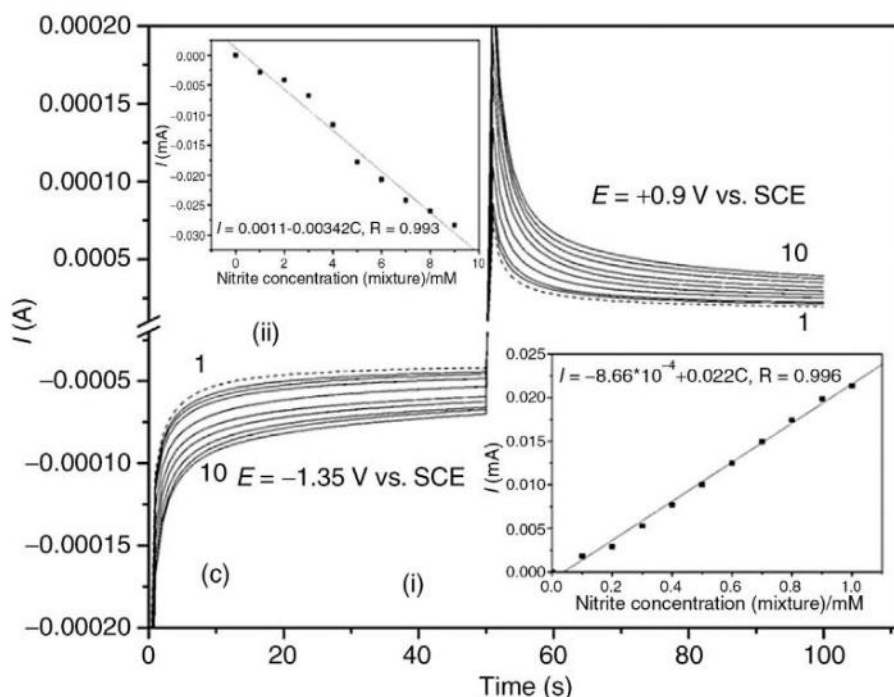 0.00020
0.00015
0.00010
0.0005
−0.0005
−0.00010
−0.00015
−0.00020
I (A)
0.000
−0.005
−0.010
−0.015
−0.020
−0.025
−0.030
I (mA)
I = 0.0011-0.00342C, R = 0.993
0 2 4 6 8 10
Nitrite concentration (mixture)/mM
E = +0.9 V vs. SCE
10
1
(ii)
1
10
E = −1.35 V vs. SCE
(c)
(i)
0.025
0.020
0.015
0.010
0.005
0.000
I (mA)
I = −8.66*10⁻⁴+0.022C, R = 0.996
0.0 0.2 0.4 0.6 0.8 1.0
Nitrite concentration (mixture)/mM
0 20 40 60 80 100
Time (s)